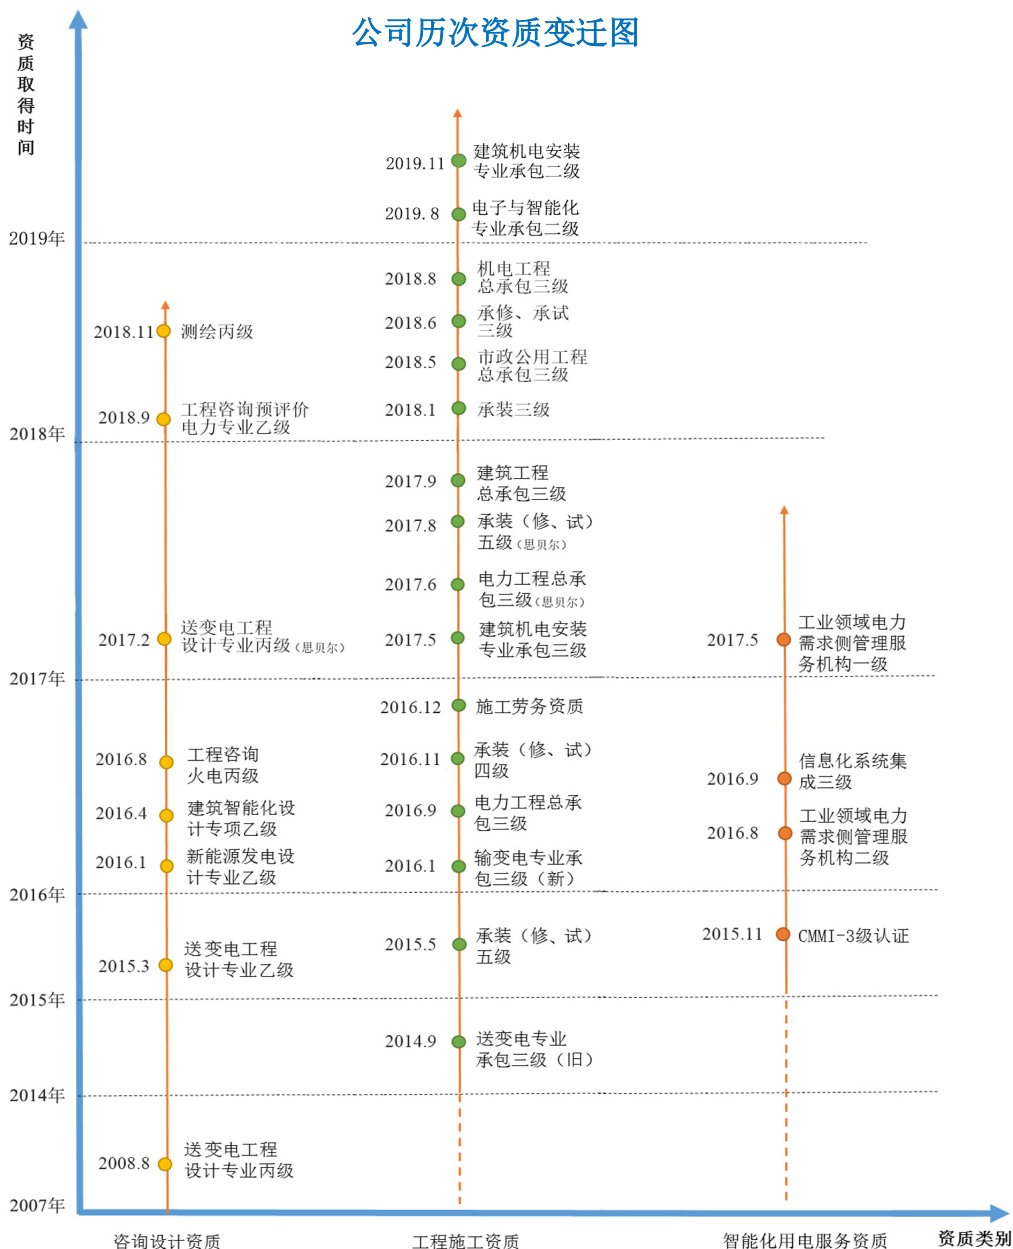 公司历次资质变迁图
资质取得时间
2019.11
建筑机电安装
专业承包二级
2019.8
电子与智能化
专业承包二级
2019年
2018.8
机电工程
总承包三级
2018.6
承修、承试
三级
2018.11
测绘丙级
2018.5
市政公用工程
总承包三级
2018.9
工程咨询预评价
电力专业乙级
2018.1
承装三级
2018年
2017.9
建筑工程
总承包三级
2017.8
承装（修、试）
五级（思贝尔）
2017.6
电力工程总承
包三级（思贝尔）
2017.2
送变电工程
设计专业丙级（思贝尔）
2017.5
建筑机电安装
专业承包三级
2017.5
工业领域电力
需求侧管理服
务机构一级
2017年
2016.12
施工劳务资质
2016.8
工程咨询
火电丙级
2016.11
承装（修、试）
四级
2016.9
信息化系统集
成三级
2016.4
建筑智能化设
计专项乙级
2016.9
电力工程总承
包三级
2016.8
工业领域电力
需求侧管理服
务机构二级
2016.1
新能源发电设
计专业乙级
2016.1
输变电专业承
包三级（新）
2016年
2015.3
送变电工程
设计专业乙级
2015.5
承装（修、试）
五级
2015.11
CMMI-3级认证
2015年
2014.9
送变电专业
承包三级（旧）
2014年
2008.8
送变电工程
设计专业丙级
2007年
咨询设计资质
工程施工资质
智能化用电服务资质
资质类别